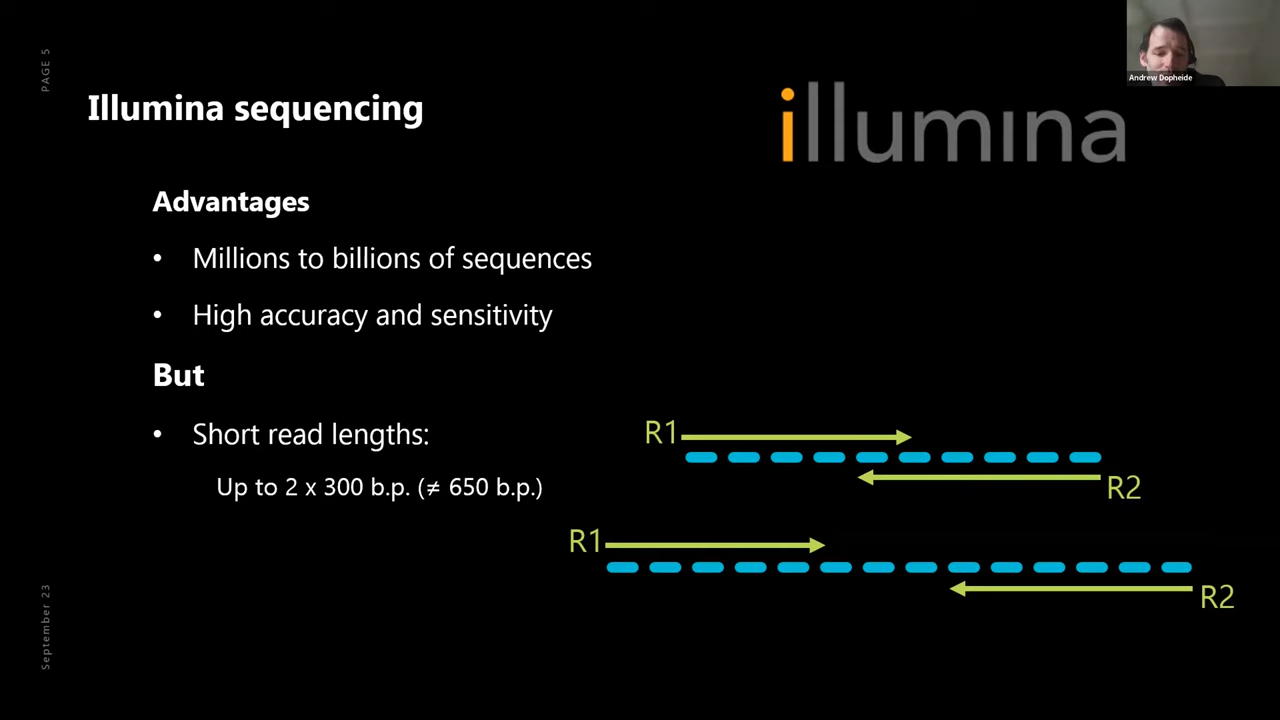 PAGE 5
Andrew Dopheide
Illumina sequencing
illumina
Advantages
• Millions to billions of sequences
• High accuracy and sensitivity
But
• Short read lengths:
Up to 2 x 300 b.p. (≠ 650 b.p.)
R1
R2
R1
R2
September 23